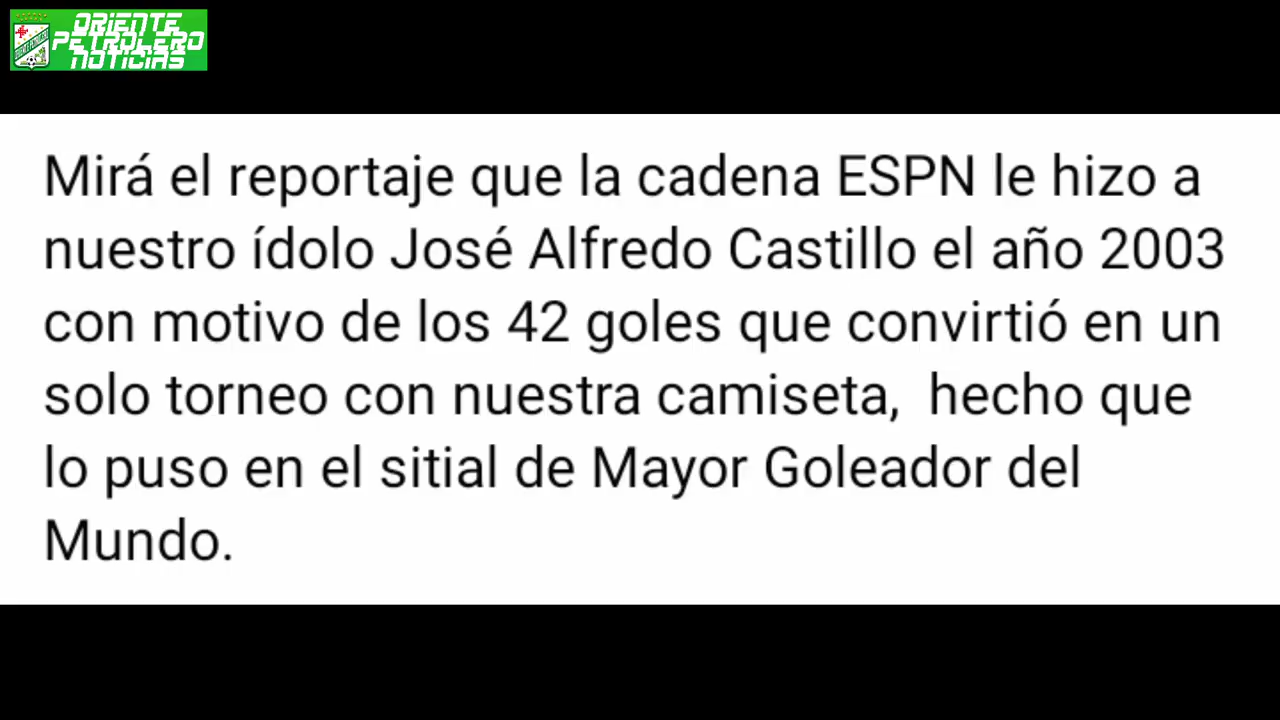 ORIENTE
PETROLERO
NOTICIAS
Mirá el reportaje que la cadena ESPN le hizo a
nuestro ídolo José Alfredo Castillo el año 2003
con motivo de los 42 goles que convirtió en un
solo torneo con nuestra camiseta,  hecho que
lo puso en el sitial de Mayor Goleador del
Mundo.